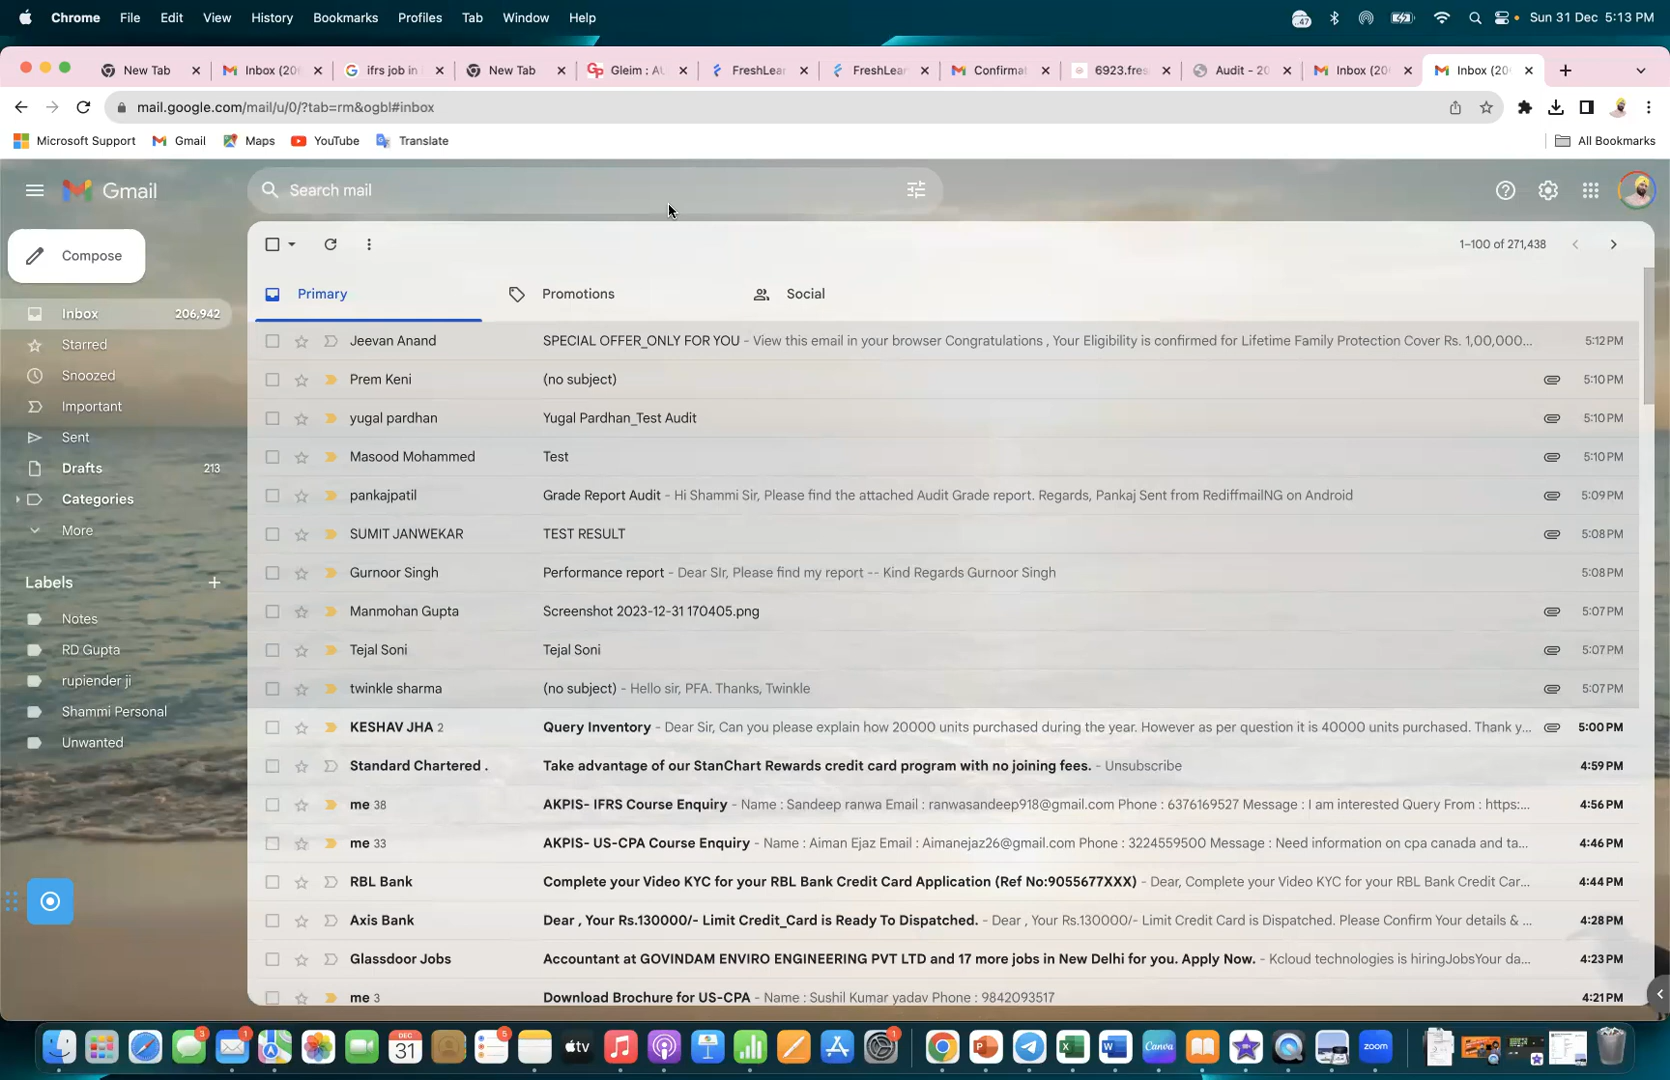 Chrome File Edit View History Bookmarks Profiles Tab Window Help Sun 31 Dec 5:13 PM
New Tab Inbox (20 ifrs job in New Tab Gleim : AU FreshLear FreshLear Confirma 6923.fres Audit - 20 Inbox (20 Inbox (20
mail.google.com/mail/u/0/?tab=rm&ogbl#inbox
Microsoft Support Gmail Maps YouTube Translate All Bookmarks
Gmail Search mail
Compose 1–100 of 271,438
Primary Promotions Social
Inbox 206,942
Starred
Snoozed
Important
Sent
Drafts 213
Categories
More
Labels
Notes
RD Gupta
rupiender ji
Shammi Personal
Unwanted
Jeevan Anand SPECIAL OFFER_ONLY FOR YOU - View this email in your browser Congratulations , Your Eligibility is confirmed for Lifetime Family Protection Cover Rs. 1,00,000... 5:12 PM
Prem Keni (no subject) 5:10 PM
yugal pardhan Yugal Pardhan_Test Audit 5:10 PM
Masood Mohammed Test 5:10 PM
pankajpatil Grade Report Audit - Hi Shammi Sir, Please find the attached Audit Grade report. Regards, Pankaj Sent from RediffmailNG on Android 5:09 PM
SUMIT JANWEKAR TEST RESULT 5:08 PM
Gurnoor Singh Performance report - Dear SIr, Please find my report -- Kind Regards Gurnoor Singh 5:08 PM
Manmohan Gupta Screenshot 2023-12-31 170405.png 5:07 PM
Tejal Soni Tejal Soni 5:07 PM
twinkle sharma (no subject) - Hello sir, PFA. Thanks, Twinkle 5:07 PM
KESHAV JHA 2 Query Inventory - Dear Sir, Can you please explain how 20000 units purchased during the year. However as per question it is 40000 units purchased. Thank y... 5:00 PM
Standard Chartered . Take advantage of our StanChart Rewards credit card program with no joining fees. - Unsubscribe 4:59 PM
me 38 AKPIS- IFRS Course Enquiry - Name : Sandeep ranwa Email : ranwasandeep918@gmail.com Phone : 6376169527 Message : I am interested Query From : https:... 4:56 PM
me 33 AKPIS- US-CPA Course Enquiry - Name : Aiman Ejaz Email : Aimanejaz26@gmail.com Phone : 3224559500 Message : Need information on cpa canada and ta... 4:46 PM
RBL Bank Complete your Video KYC for your RBL Bank Credit Card Application (Ref No:9055677XXX) - Dear, Complete your Video KYC for your RBL Bank Credit Car... 4:44 PM
Axis Bank Dear , Your Rs.130000/- Limit Credit_Card is Ready To Dispatched. - Dear , Your Rs.130000/- Limit Credit Card is Dispatched. Please Confirm Your details & ... 4:28 PM
Glassdoor Jobs Accountant at GOVINDAM ENVIRO ENGINEERING PVT LTD and 17 more jobs in New Delhi for you. Apply Now. - Kcloud technologies is hiringJobsYour da... 4:23 PM
me 3 Download Brochure for US-CPA - Name : Sushil Kumar yadav Phone : 9842093517 4:21 PM
3 1 DEC 31 5 tv 1 Canva zoom